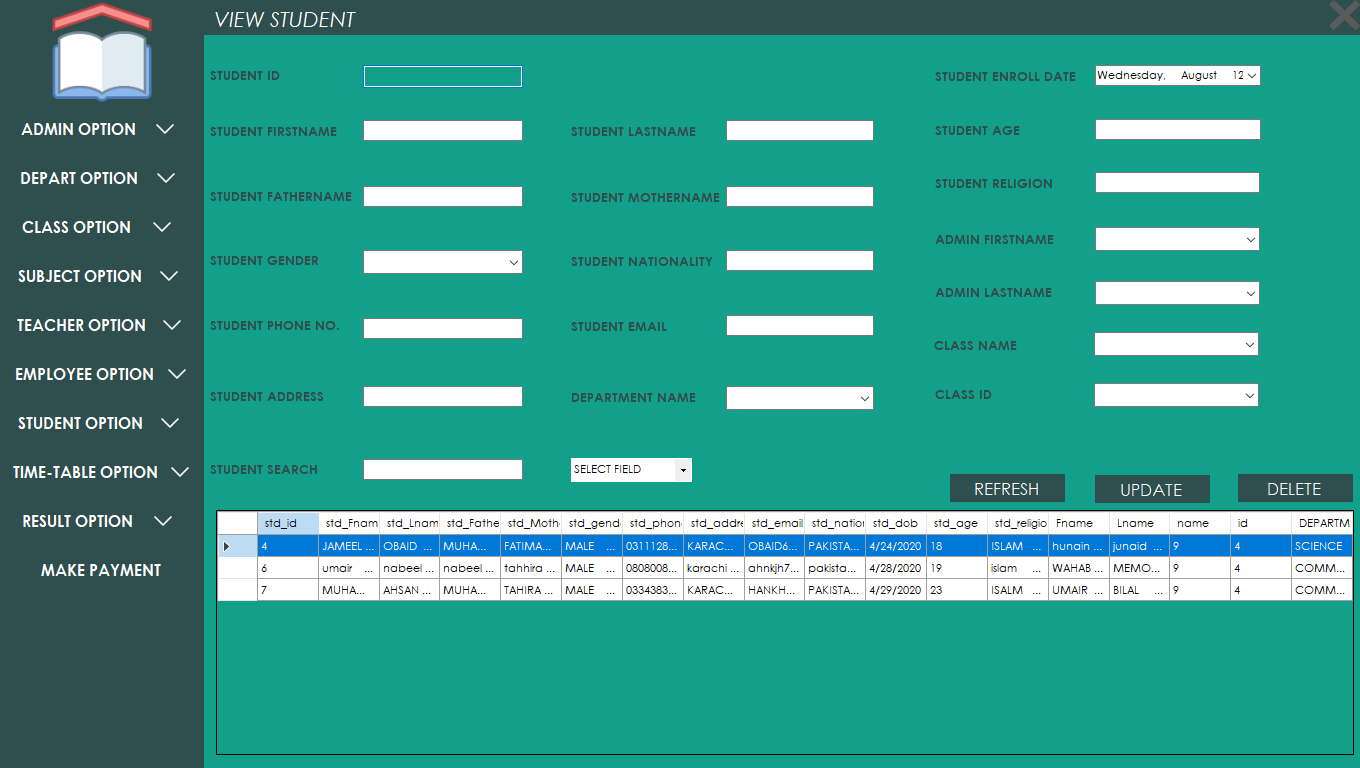 VIEW STUDENT
ADMIN OPTION
DEPART OPTION
CLASS OPTION
SUBJECT OPTION
TEACHER OPTION
EMPLOYEE OPTION
STUDENT OPTION
TIME-TABLE OPTION
RESULT OPTION
MAKE PAYMENT
STUDENT ID STUDENT ENROLL DATE Wednesday, August 12
STUDENT FIRSTNAME STUDENT LASTNAME STUDENT AGE
STUDENT FATHERNAME STUDENT MOTHERNAME STUDENT RELIGION
ADMIN FIRSTNAME
STUDENT GENDER STUDENT NATIONALITY
ADMIN LASTNAME
STUDENT PHONE NO. STUDENT EMAIL
CLASS NAME
STUDENT ADDRESS DEPARTMENT NAME CLASS ID
STUDENT SEARCH SELECT FIELD
REFRESH UPDATE DELETE
std_id std_Fnam std_Lnam std_Fathe std_Moth std_gend std_phon std_addre std_email std_nation std_dob std_age std_religio Fname Lname name id DEPARTM
4 JAMEEL ... OBAID ... MUHA... FATIMA... MALE ... 0311128... KARAC... OBAID6... PAKISTA... 4/24/2020 18 ISLAM ... hunain ... junaid ... 9 4 SCIENCE
6 umair ... nabeel ... nabeel ... tahhira ... MALE ... 0808008... karachi ... ahnkjh7... pakista... 4/28/2020 19 islam ... WAHAB ... MEMO... 9 4 COMM...
7 MUHA... AHSAN ... MUHA... TAHIRA ... MALE ... 0334383... KARAC... HANKH... PAKISTA... 4/29/2020 23 ISALM ... UMAIR ... BILAL ... 9 4 COMM...